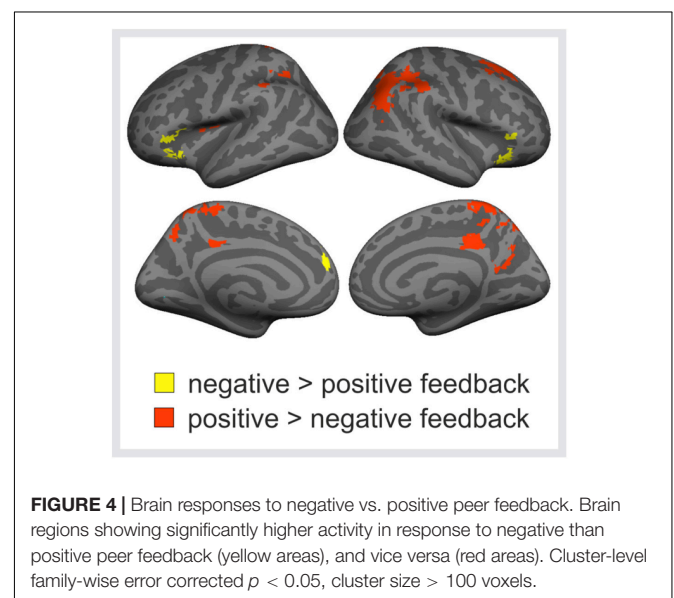 negative > positive feedback
positive > negative feedback
FIGURE 4 | Brain responses to negative vs. positive peer feedback. Brain
regions showing significantly higher activity in response to negative than
positive peer feedback (yellow areas), and vice versa (red areas). Cluster-level
family-wise error corrected p < 0.05, cluster size > 100 voxels.